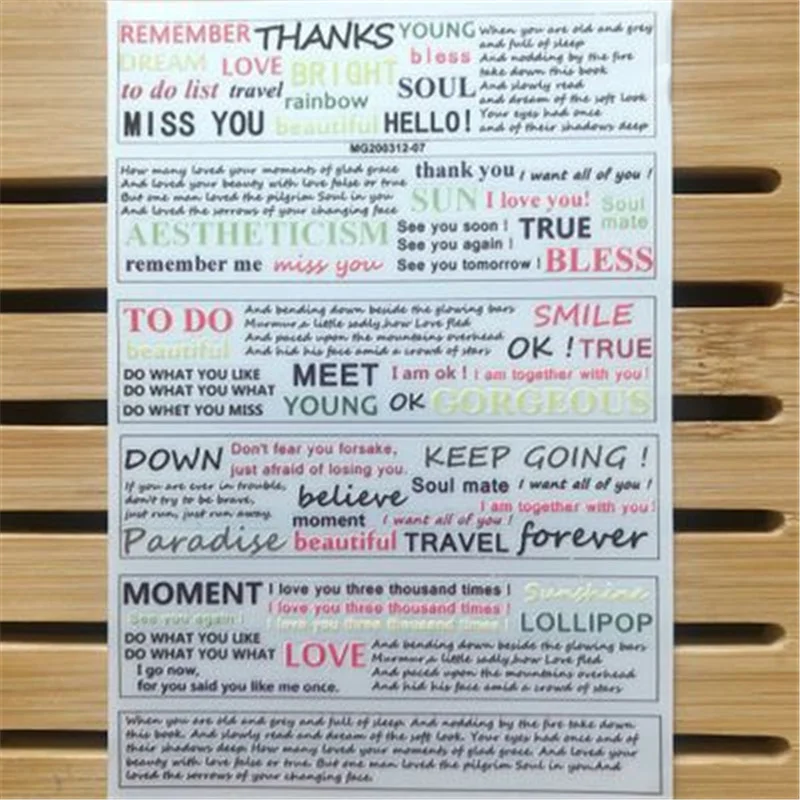 REMEMBER THANKS YOUNG
DREAM LOVE BRIGHT bless
to do list travel rainbow SOUL
MISS YOU beautiful HELLO!
When you are old and grey
and full of sleep
And nodding by the fire
take down this book
And slowly read
and dream of the soft look
Your eyes had once
and of their shadows deep
MG200312-07
How many loved your moments of glad grace
And loved your beauty with love false or true
But one man loved the pilgrim Soul in you
And loved the sorrows of your changing face
thank you I want all of you !
SUN I love you! Soul mate
AESTHETICISM
See you soon !
See you again !
See you tomorrow !
TRUE
remember me miss you BLESS
TO DO
beautiful
And bending down beside the glowing bars
Murmur,a little sadly,how Love fled
And paced upon the mountains overhead
And hid his face amid a crowd of stars
SMILE
OK ! TRUE
DO WHAT YOU LIKE
DO WHAT YOU WHAT
DO WHET YOU MISS
MEET I am ok ! I am together with you!
YOUNG OK GORGEOUS
DOWN
Don't fear you forsake,
just afraid of losing you.
KEEP GOING !
If you are ever in trouble,
don't try to be brave,
just run, just run away.
believe
Soul mate I want all of you !
I am together with you!
moment I want all of you !
Paradise beautiful TRAVEL forever
MOMENT I love you three thousand times ! Sunshine
I love you three thousand times !
See you again ! I love you three thousand times ! LOLLIPOP
DO WHAT YOU LIKE
DO WHAT YOU WHAT
LOVE
I go now,
for you said you like me once.
And bending down beside the glowing bars
Murmur,a little sadly,how Love fled
And paced upon the mountains overhead
And hid his face amid a crowd of stars
When you are old and grey and full of sleep And nodding by the fire take down
this book. And slowly read and dream of the soft look. Your eyes had once and of
their shadows deep How many loved your moments of glad grace. And loved your
beauty with love false or true. But one man loved the pilgrim Soul in you.And
loved the sorrows of your changing face.